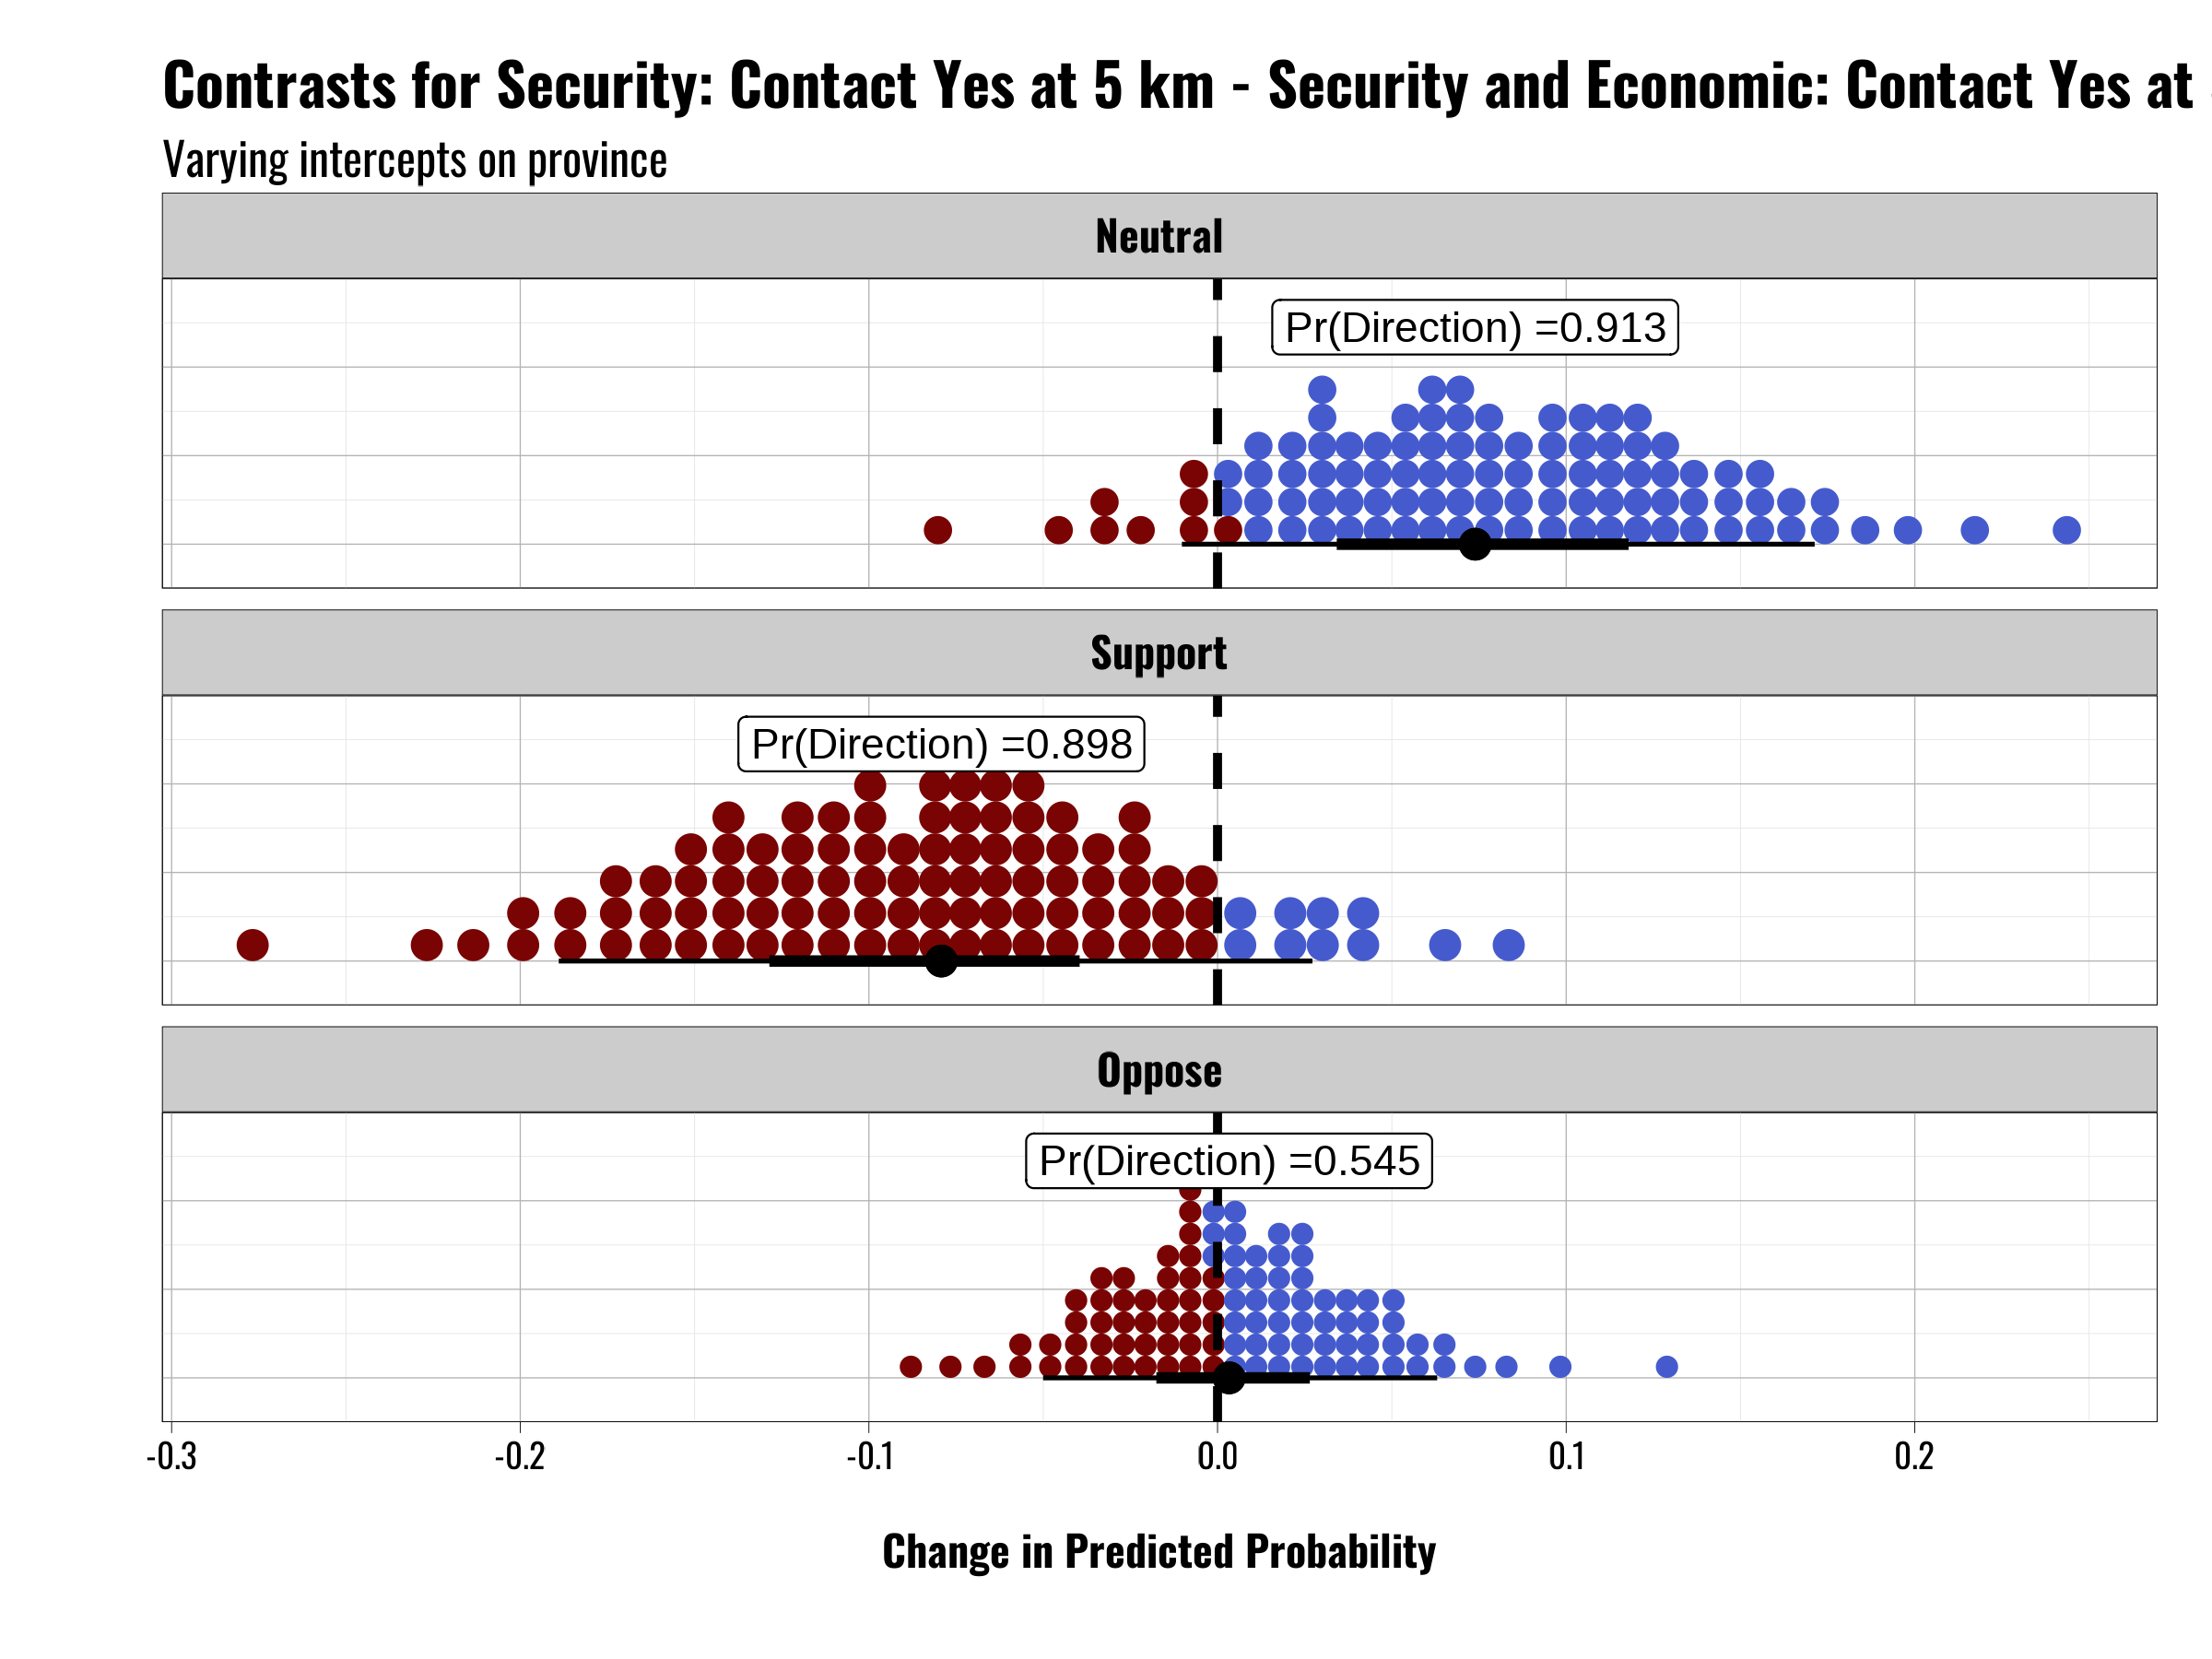 Contrasts for Security: Contact Yes at 5 km - Security and Economic: Contact Yes at
Varying intercepts on province
Neutral
Pr(Direction) =0.913
Support
Pr(Direction) =0.898
Oppose
Pr(Direction) =0.545
-0.3 -0.2 -0.1 0.0 0.1 0.2
Change in Predicted Probability